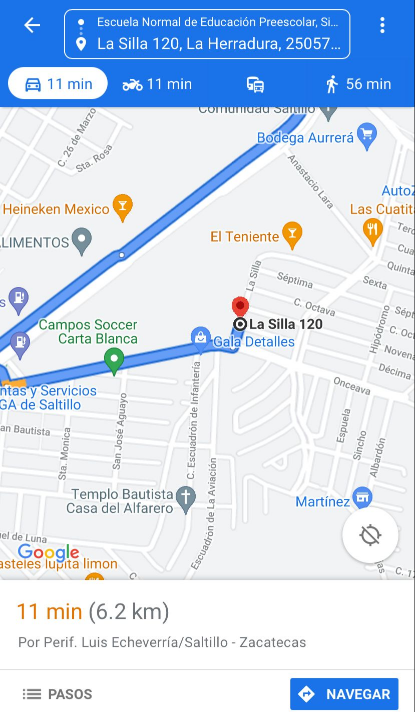 Escuela Normal de Educación Preescolar, Si...
La Silla 120, La Herradura, 25057...
11 min
11 min
56 min
Comunidad Saltillo
Bodega Aurrerá
C. 26 de Marzo
Sta. Rosa
Anastacio Lara
AutoZ
Heineken Mexico
Las Cuatit
El Teniente
Terc
ALIMENTOS
Quinta
La Silla
Séptima
Sexta
C. Octava
Hipódromo
Campos Soccer
Carta Blanca
La Silla 120
Gala Detalles
Noven
Décima
Onceava
ntas y Servicios
GA de Saltillo
San José Aguayo
C. Escuadrón de Infantería
an Bautista
Sta. Monica
Espuela
Sincho
Albardón
Templo Bautista
Casa del Alfarero
Escuadrón de La Aviación
Martínez
uel de Luna
Google
asteles lupita limon
C. 1
11 min (6.2 km)
Por Perif. Luis Echeverría/Saltillo - Zacatecas
PASOS
NAVEGAR